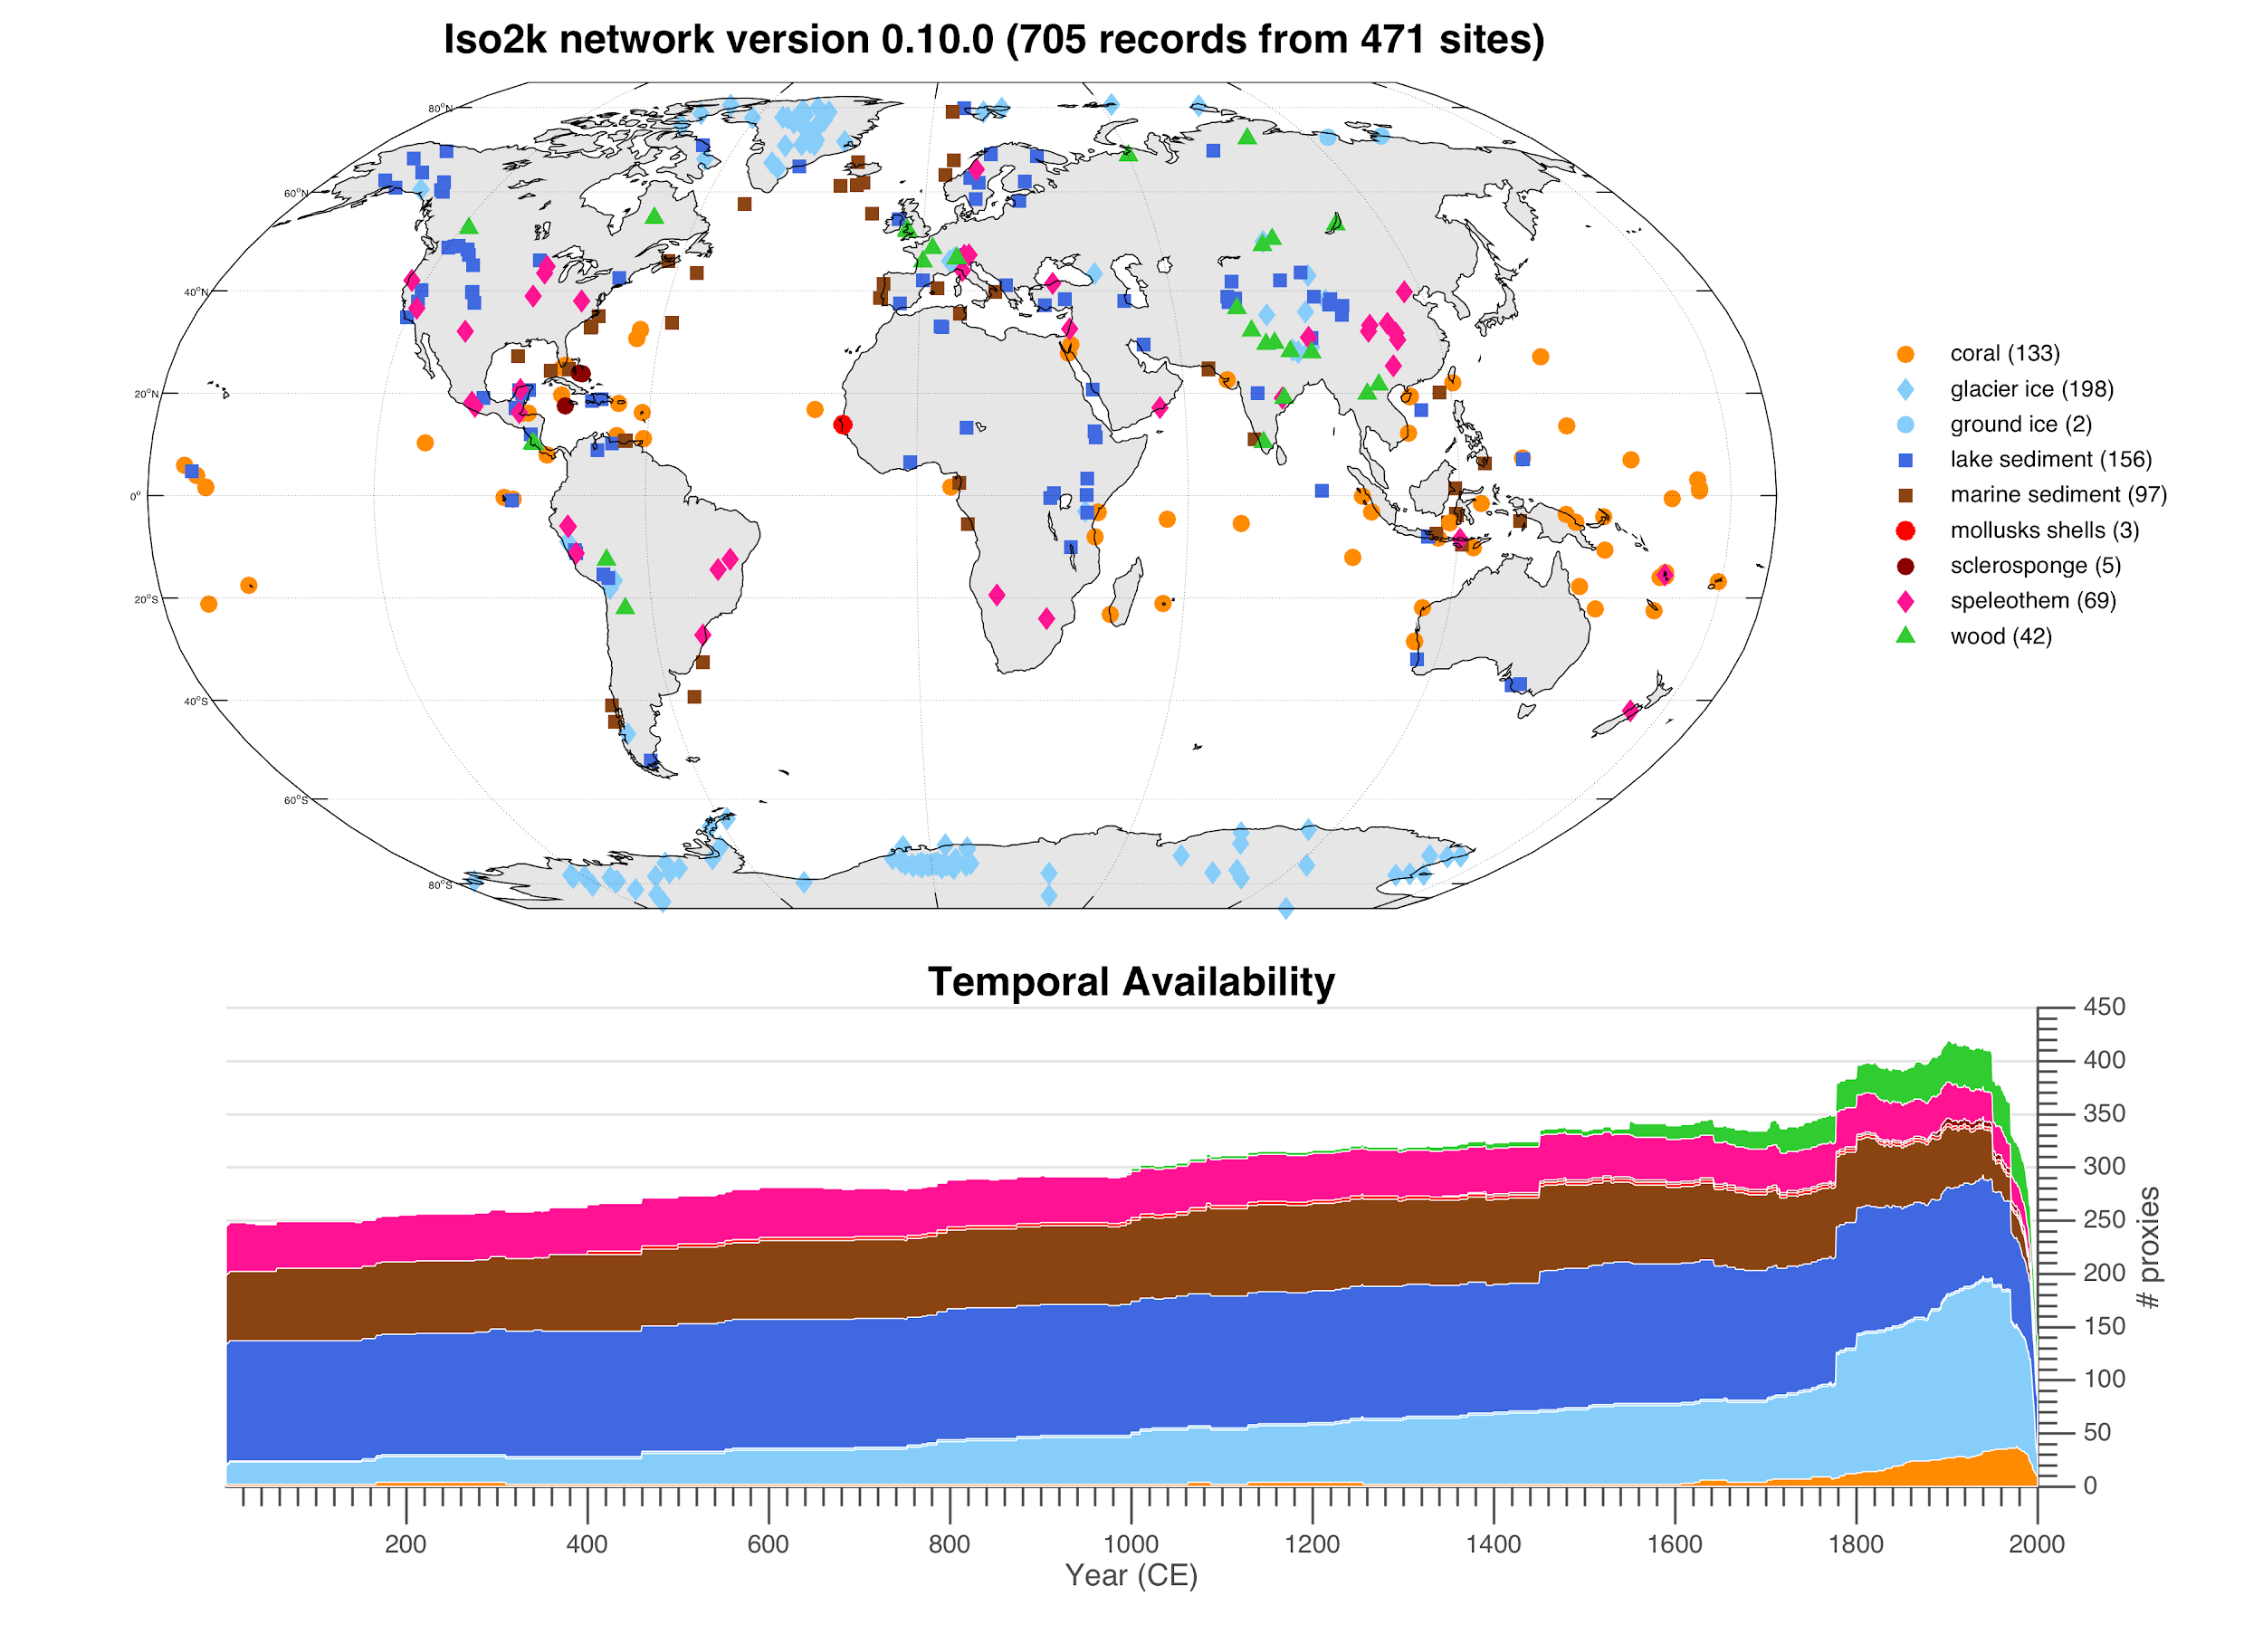 Iso2k network version 0.10.0 (705 records from 471 sites)
80°N
60°N
40°N
20°N
0°
20°S
40°S
60°S
80°S
coral (133)
glacier ice (198)
ground ice (2)
lake sediment (156)
marine sediment (97)
mollusks shells (3)
sclerosponge (5)
speleothem (69)
wood (42)
Temporal Availability
450
400
350
300
250
200
150
100
50
0
# proxies
200 400 600 800 1000 1200 1400 1600 1800 2000
Year (CE)